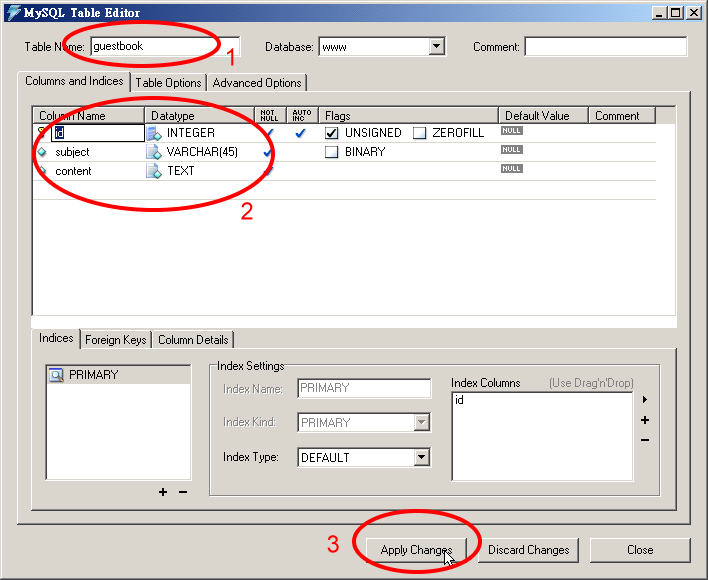 MySQL Table Editor
Table Name: guestbook 1 Database: www Comment:
Columns and Indices Table Options Advanced Options
Column Name Datatype NOT NULL AUTO INC Flags Default Value Comment
id INTEGER UNSIGNED ZEROFILL NULL
subject VARCHAR(45) BINARY NULL
content TEXT NULL
2
Indices Foreign Keys Column Details
PRIMARY
Index Settings
Index Name: PRIMARY
Index Kind: PRIMARY
Index Type: DEFAULT
Index Columns (Use Drag'n'Drop)
id
3 Apply Changes Discard Changes Close